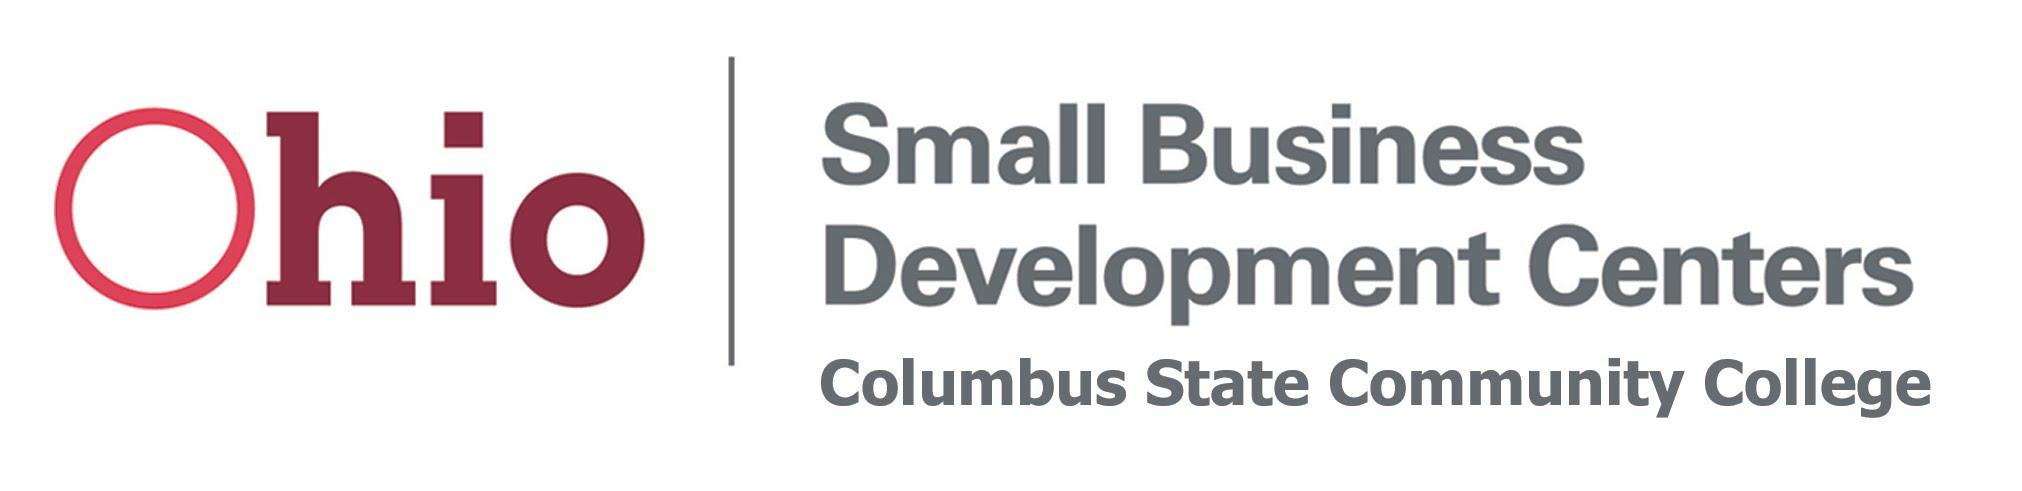 Ohio
Small Business
Development Centers
Columbus State Community College